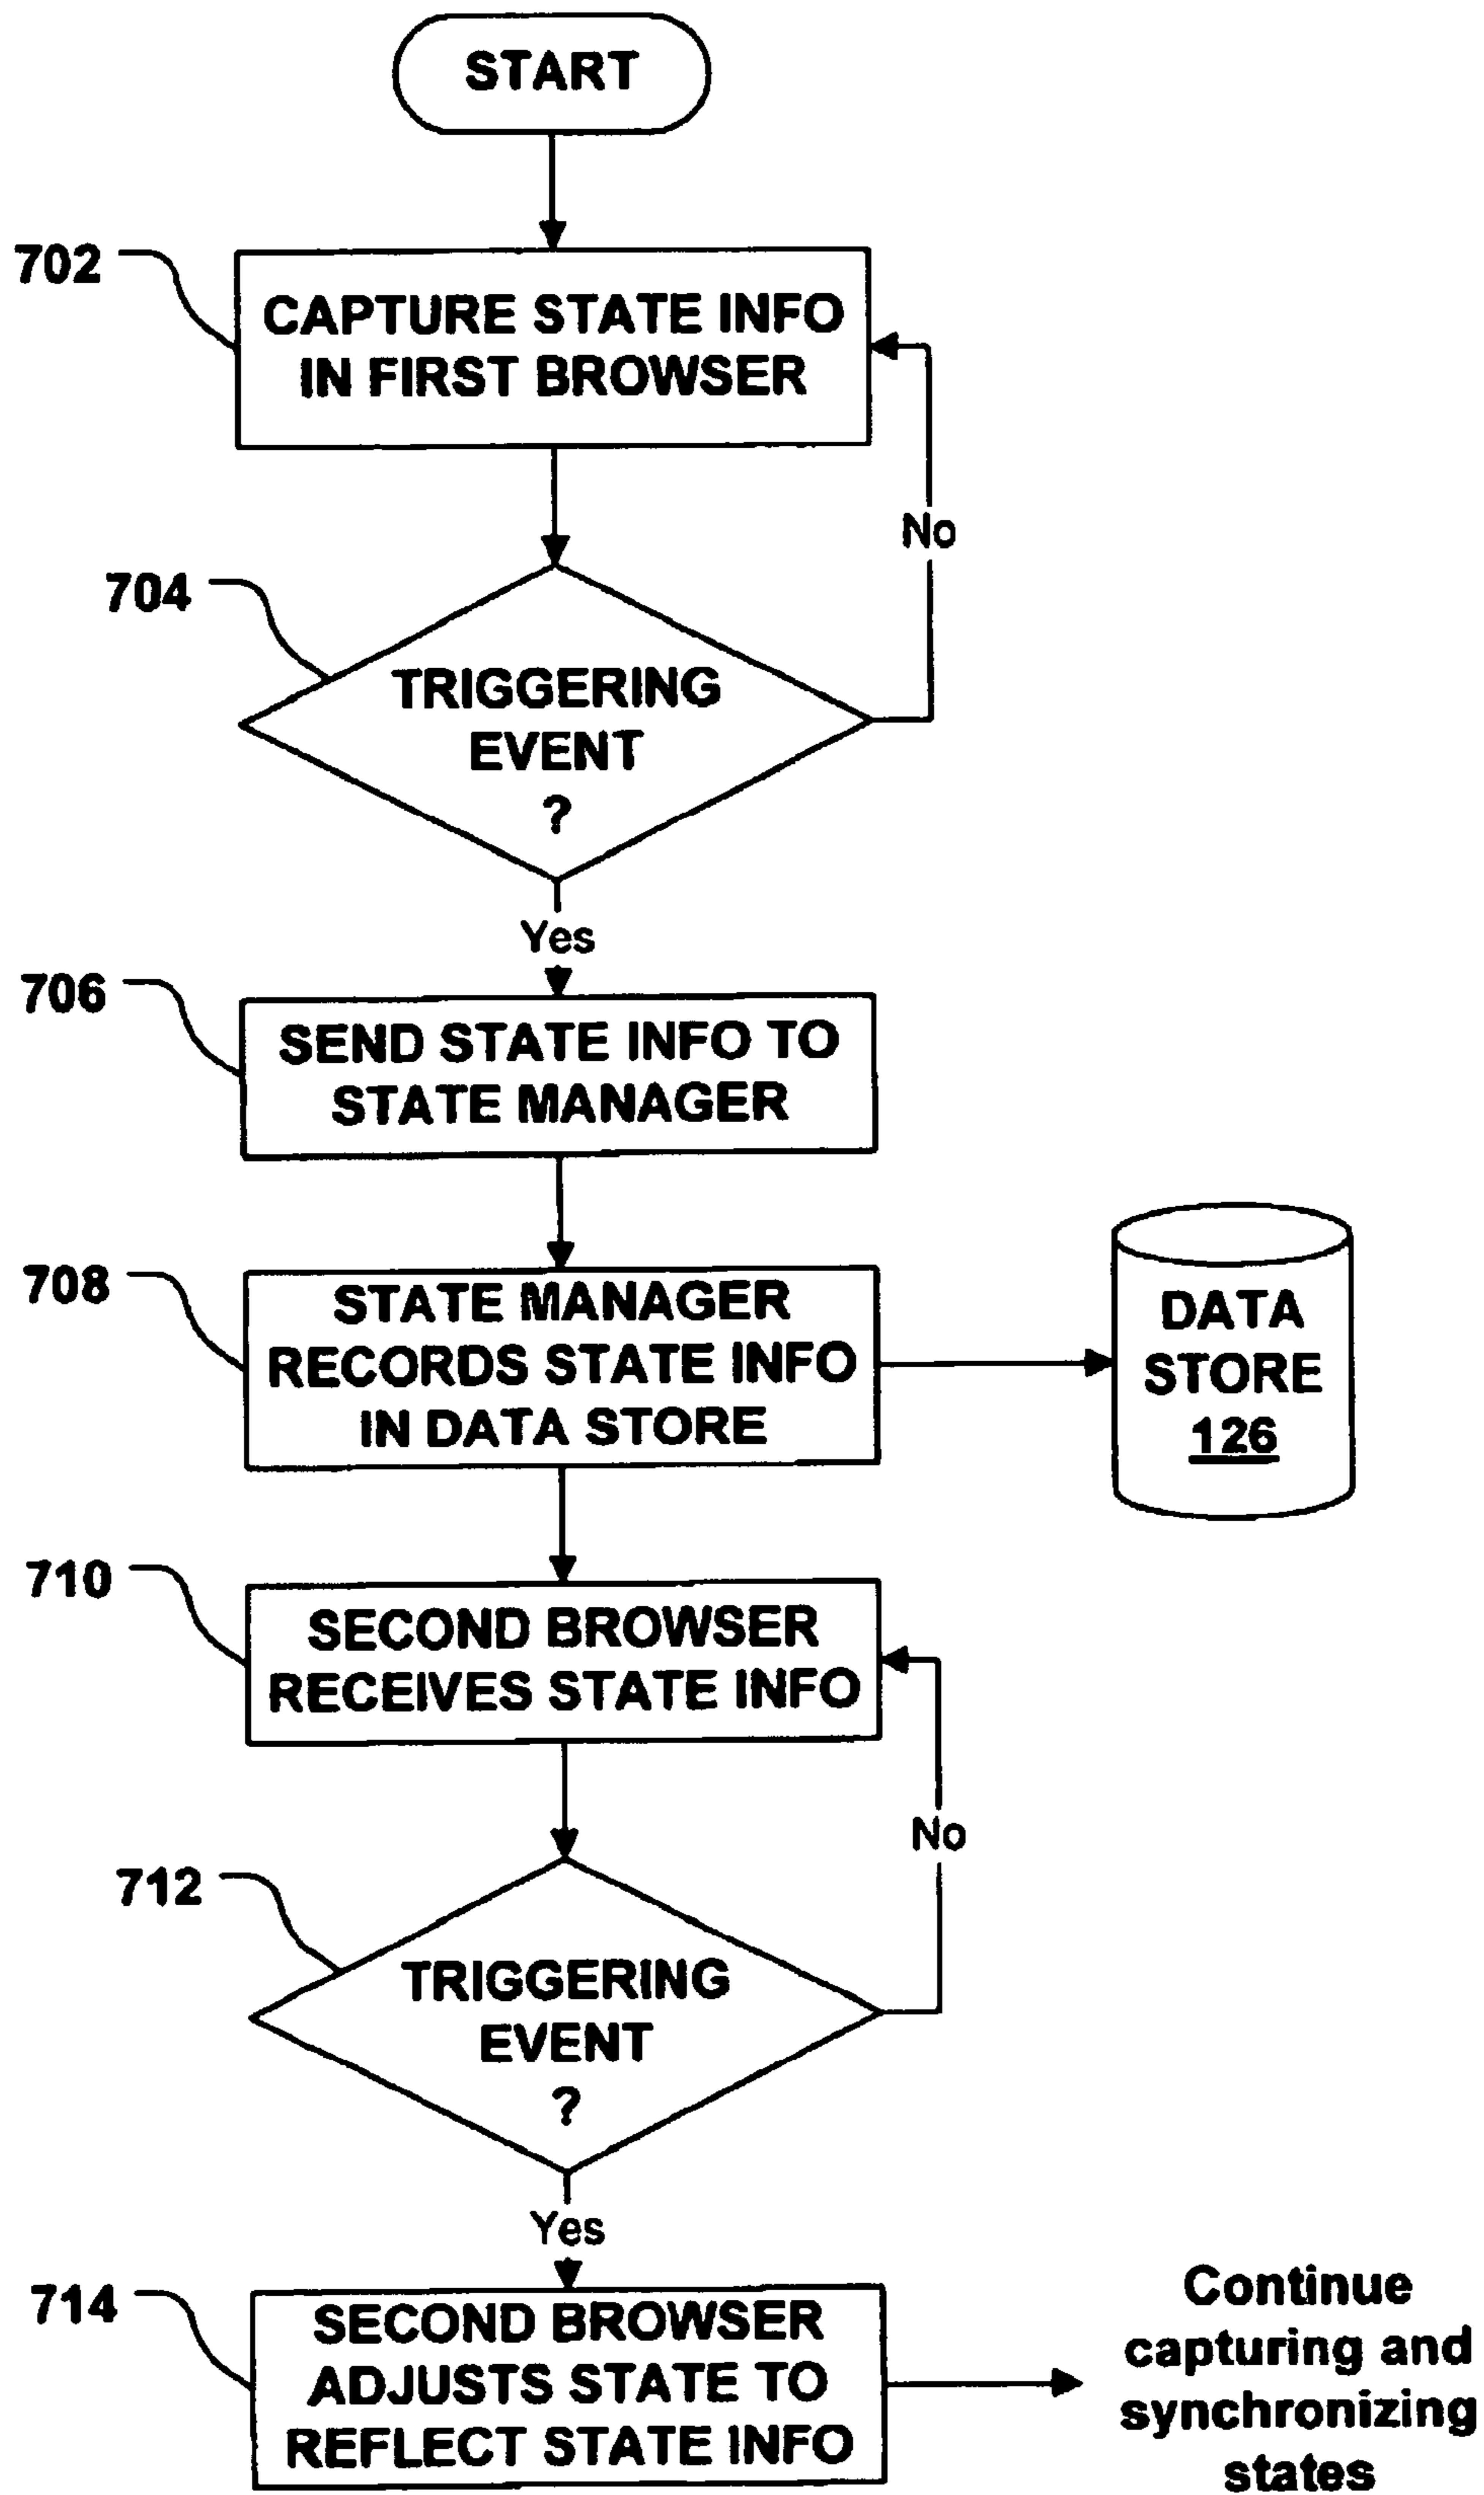 START
702
CAPTURE STATE INFO
IN FIRST BROWSER
No
704
TRIGGERING
EVENT
?
Yes
706
SEND STATE INFO TO
STATE MANAGER
708
STATE MANAGER
RECORDS STATE INFO
IN DATA STORE
DATA
STORE
126
710
SECOND BROWSER
RECEIVES STATE INFO
No
712
TRIGGERING
EVENT
?
Yes
714
SECOND BROWSER
ADJUSTS STATE TO
REFLECT STATE INFO
Continue
capturing and
synchronizing
states